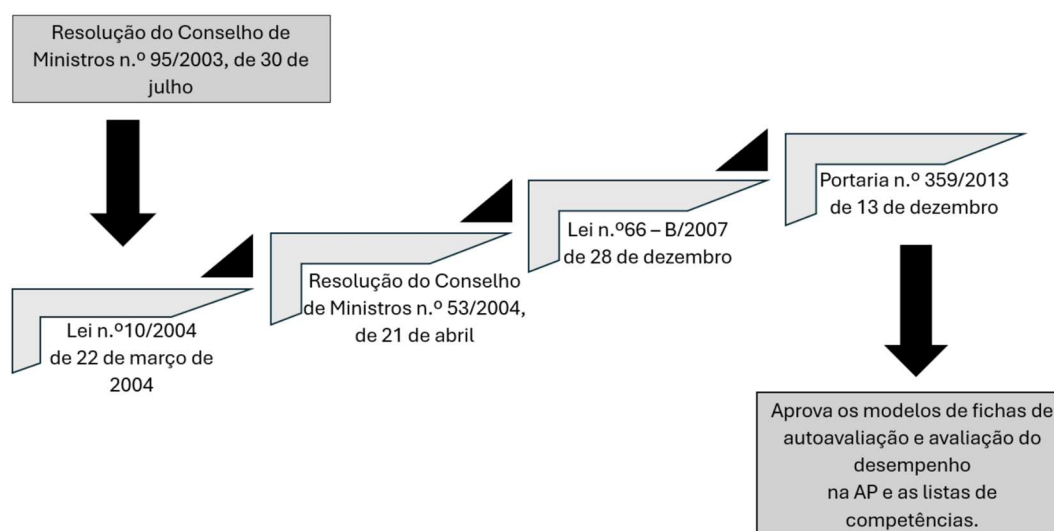 Resolução do Conselho de
Ministros n.º 95/2003, de 30 de
julho
Lei n.º10/2004
de 22 de março de
2004
Resolução do Conselho
de Ministros n.º 53/2004,
de 21 de abril
Lei n.º66 – B/2007
de 28 de dezembro
Portaria n.º 359/2013
de 13 de dezembro
Aprova os modelos de fichas de
autoavaliação e avaliação do
desempenho
na AP e as listas de
competências.